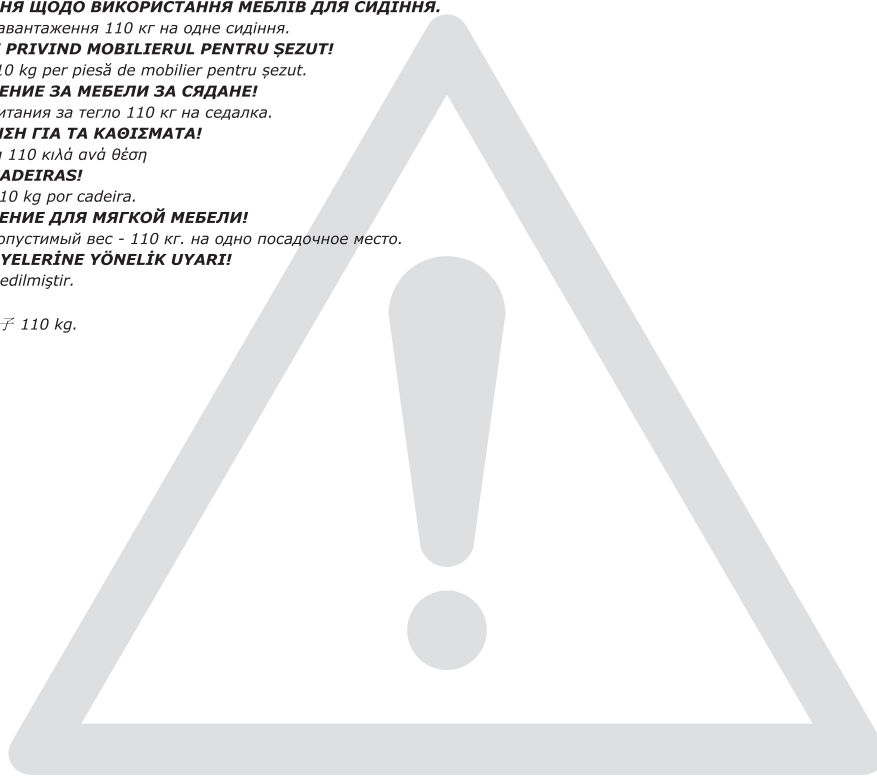 НЯ ЩОДО ВИКОРИСТАННЯ МЕБЛІВ ДЛЯ СИДІННЯ.
авантаження 110 кг на одне сидіння.
PRIVIND MOBILIERUL PENTRU ȘEZUT!
10 kg per piesă de mobilier pentru șezut.
ЕНИЕ ЗА МЕБЕЛИ ЗА СЯДАНЕ!
итания за тегло 110 кг на седалка.
ΣΗ ΓΙΑ ΤΑ ΚΑΘΙΣΜΑΤΑ!
110 κιλά ανά θέση
ADEIRAS!
10 kg por cadeira.
ЕНИЕ ДЛЯ МЯГКОЙ МЕБЕЛИ!
опустимый вес - 110 кг. на одно посадочное место.
YELERİNE YÖNELİK UYARI!
edilmiştir.
子 110 kg.